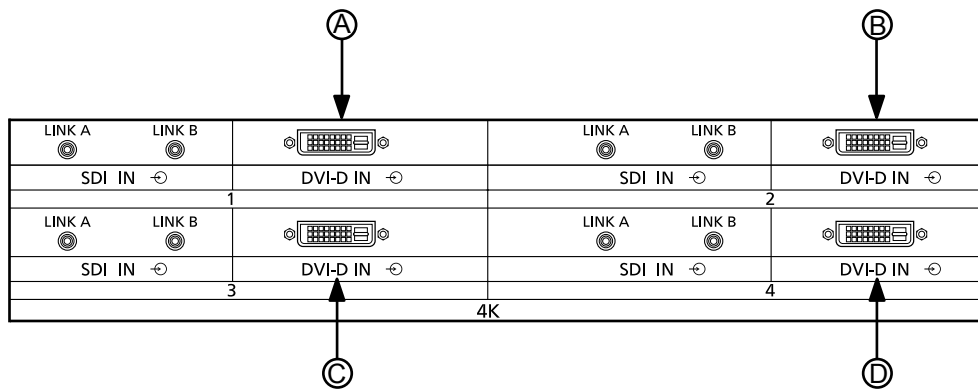 A B
LINK A LINK B LINK A LINK B
SDI IN DVI-D IN SDI IN DVI-D IN
1 2
LINK A LINK B LINK A LINK B
SDI IN DVI-D IN SDI IN DVI-D IN
3 4
4K
C D